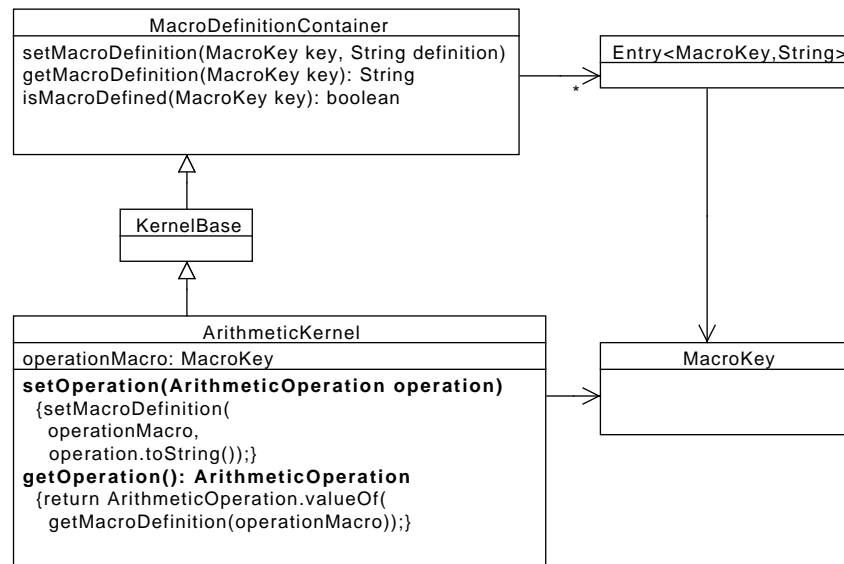 MacroDefinitionContainer
setMacroDefinition(MacroKey key, String definition)
getMacroDefinition(MacroKey key): String
isMacroDefined(MacroKey key): boolean
Entry<MacroKey,String>
*
KernelBase
ArithmeticKernel
operationMacro: MacroKey
setOperation(ArithmeticOperation operation)
{setMacroDefinition(
operationMacro,
operation.toString());}
getOperation(): ArithmeticOperation
{return ArithmeticOperation.valueOf(
getMacroDefinition(operationMacro));}
MacroKey